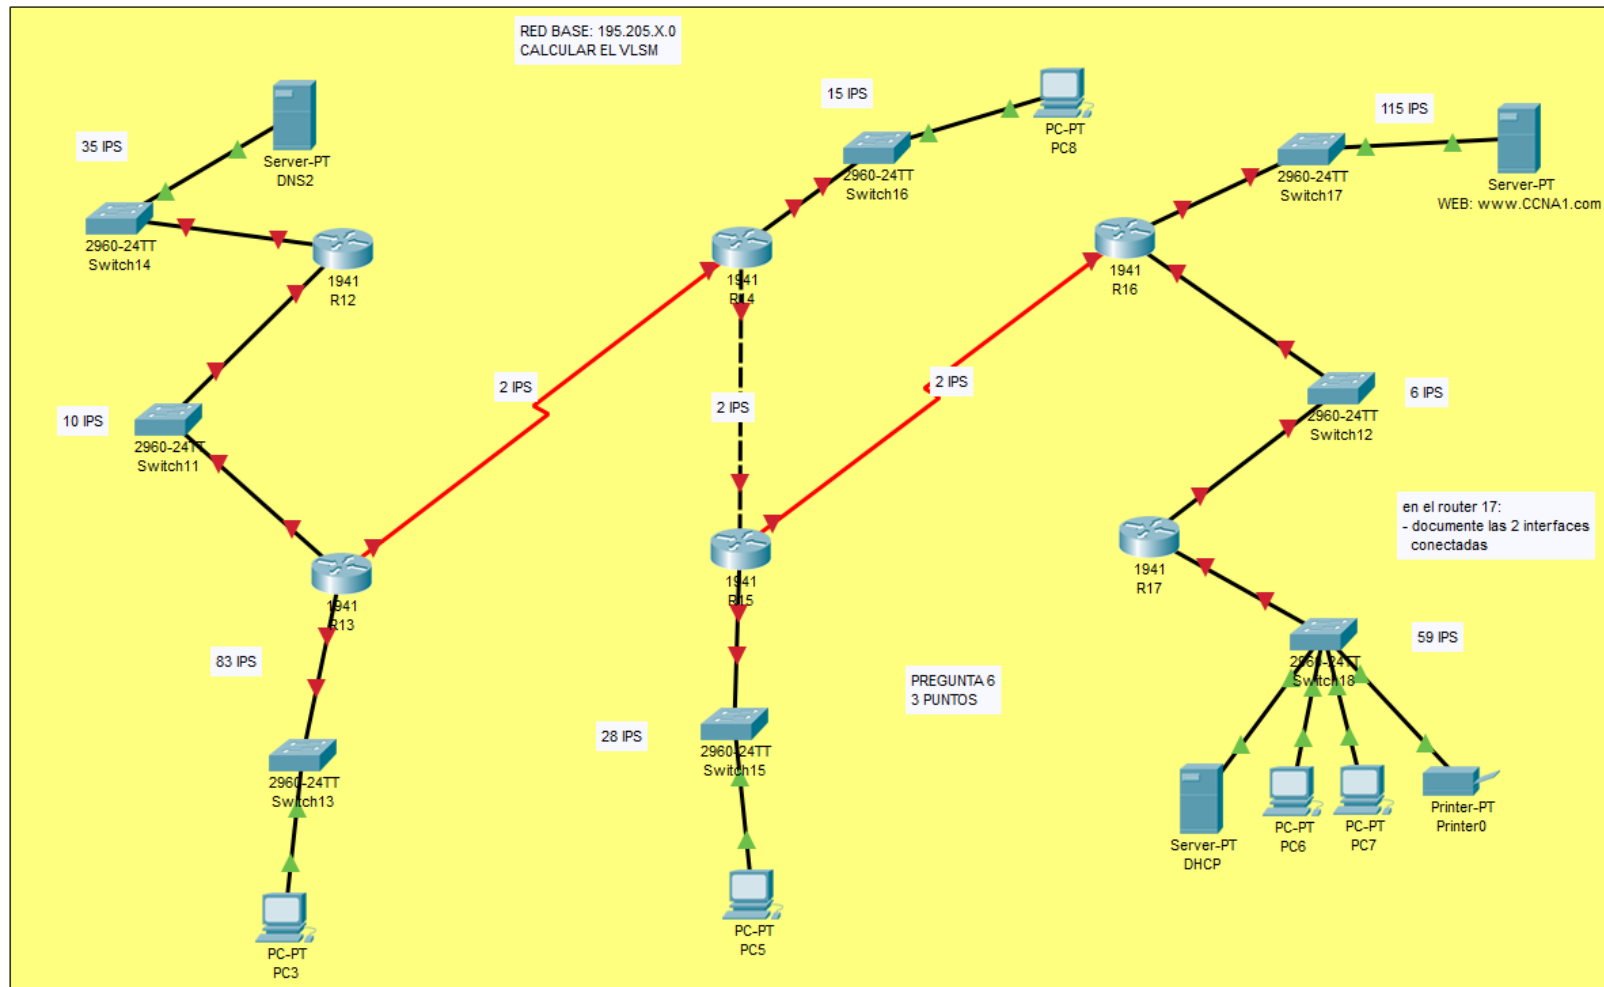 RED BASE: 195.205.X.0
CALCULAR EL VLSM
35 IPS
Server-PT
DNS2
2960-24TT
Switch14
1941
R12
10 IPS
2960-24TT
Switch11
1941
R13
83 IPS
2960-24TT
Switch13
PC-PT
PC3
2 IPS
15 IPS
PC-PT
PC8
2960-24TT
Switch16
1941
R14
2 IPS
1941
R15
28 IPS
2960-24TT
Switch15
PC-PT
PC5
2 IPS
115 IPS
2960-24TT
Switch17
Server-PT
WEB: www.CCNA1.com
1941
R16
6 IPS
2960-24TT
Switch12
en el router 17:
- documente las 2 interfaces
conectadas
1941
R17
59 IPS
2960-24TT
Switch18
PREGUNTA 6
3 PUNTOS
Server-PT
DHCP
PC-PT
PC6
PC-PT
PC7
Printer-PT
Printer0